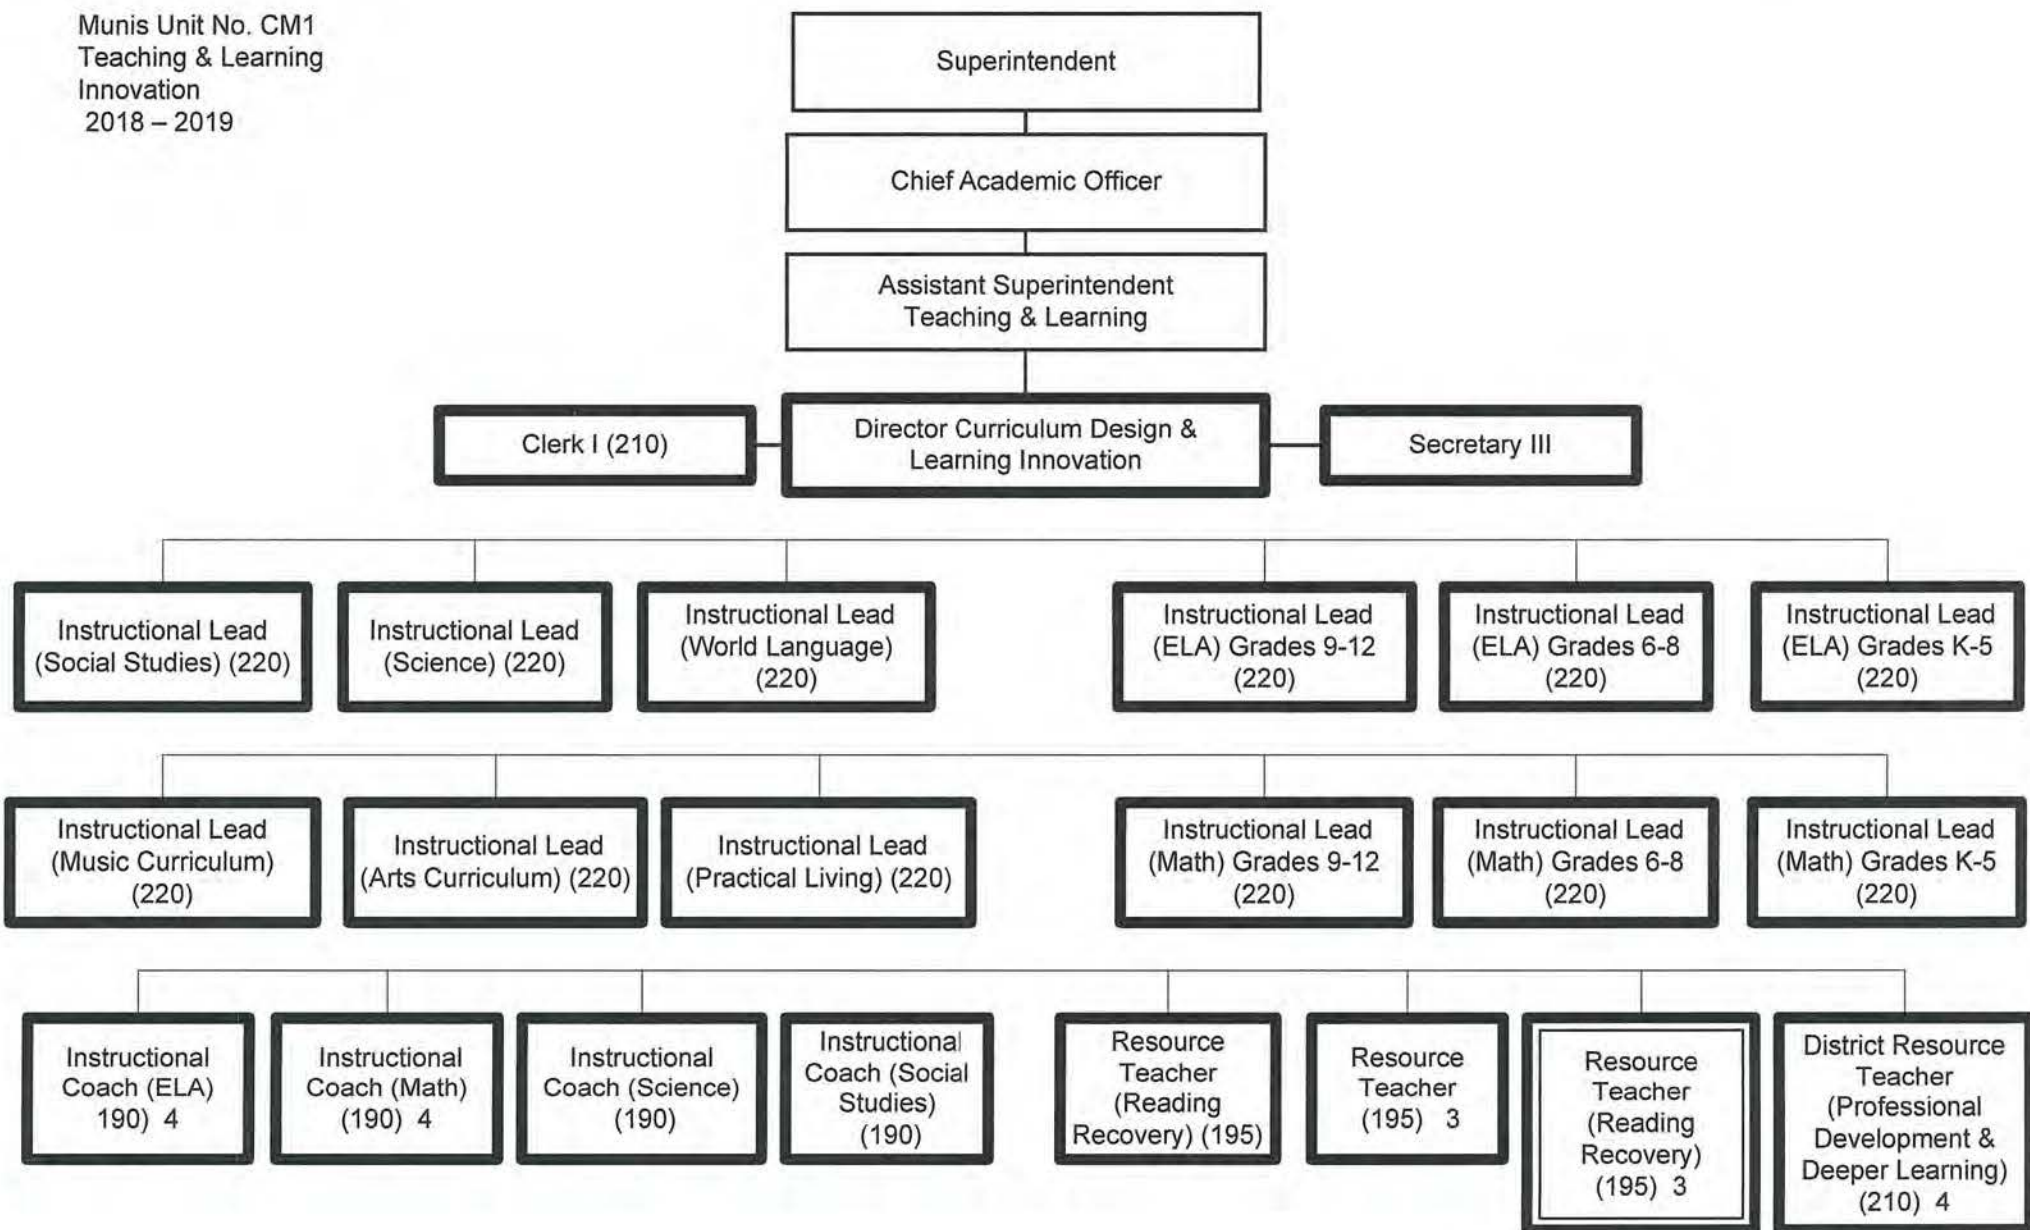 Munis Unit No. CM1
Teaching & Learning
Innovation
2018 – 2019
Superintendent
Chief Academic Officer
Assistant Superintendent
Teaching & Learning
Clerk I (210)
Director Curriculum Design &
Learning Innovation
Secretary III
Instructional Lead
(Social Studies) (220)
Instructional Lead
(Science) (220)
Instructional Lead
(World Language)
(220)
Instructional Lead
(ELA) Grades 9-12
(220)
Instructional Lead
(ELA) Grades 6-8
(220)
Instructional Lead
(ELA) Grades K-5
(220)
Instructional Lead
(Music Curriculum)
(220)
Instructional Lead
(Arts Curriculum) (220)
Instructional Lead
(Practical Living) (220)
Instructional Lead
(Math) Grades 9-12
(220)
Instructional Lead
(Math) Grades 6-8
(220)
Instructional Lead
(Math) Grades K-5
(220)
Instructional
Coach (ELA)
190) 4
Instructional
Coach (Math)
(190) 4
Instructional
Coach (Science)
(190)
Instructional
Coach (Social
Studies)
(190)
Resource
Teacher
(Reading
Recovery) (195)
Resource
Teacher
(195) 3
Resource
Teacher
(Reading
Recovery)
(195) 3
District Resource
Teacher
(Professional
Development &
Deeper Learning)
(210) 4